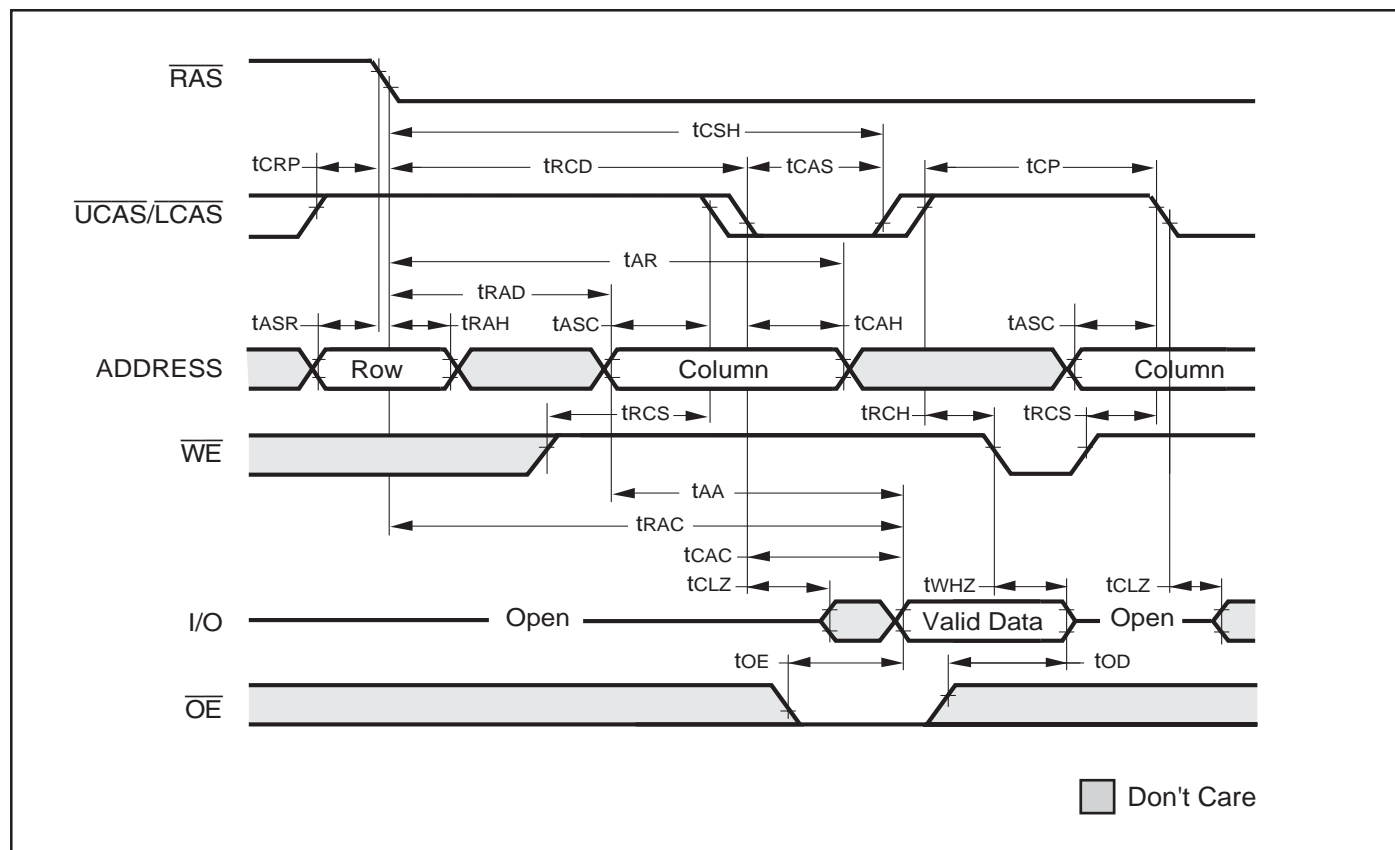 RAS
tCSH
tCRP
tRCD
tCAS
tCP
UCAS/LCAS
tAR
tRAD
tASR
tRAH
tASC
tCAH
tASC
ADDRESS
Row
Column
Column
tRCS
tRCH
tRCS
WE
tAA
tRAC
tCAC
tCLZ
tWHZ
tCLZ
I/O
Open
Valid Data
Open
tOE
tOD
OE
Don't Care